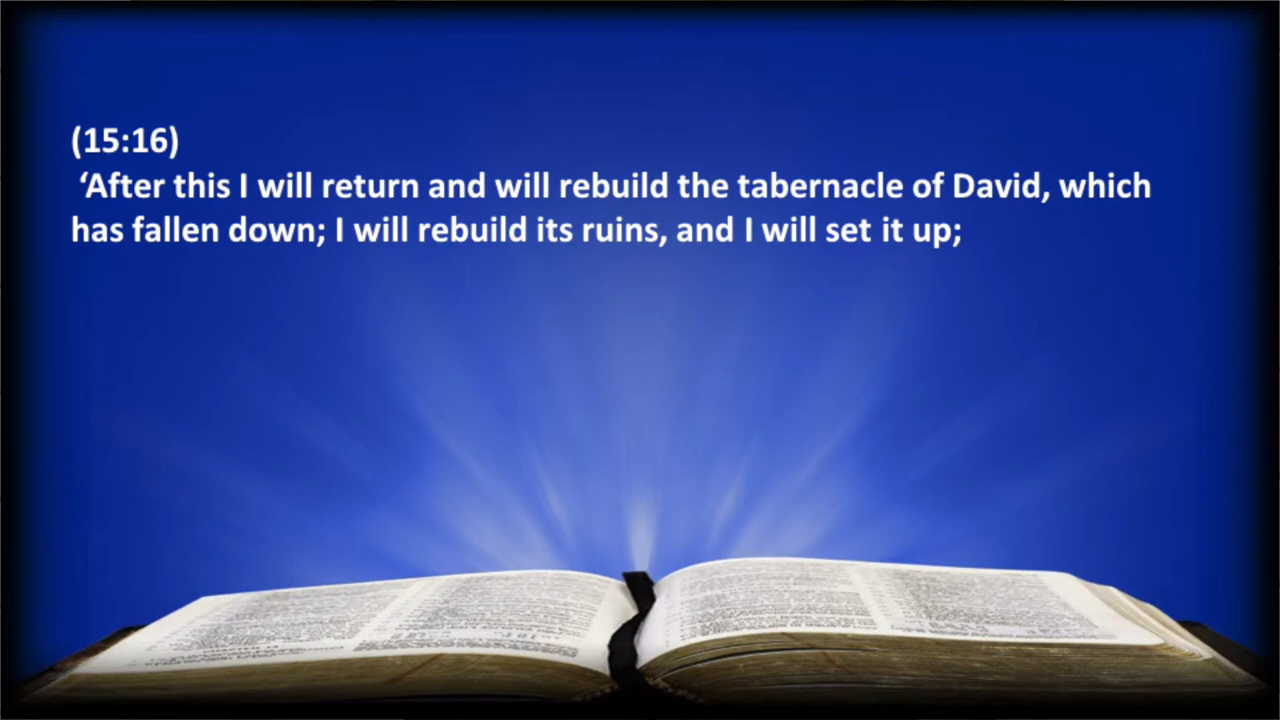 (15:16)
‘After this I will return and will rebuild the tabernacle of David, which
has fallen down; I will rebuild its ruins, and I will set it up;